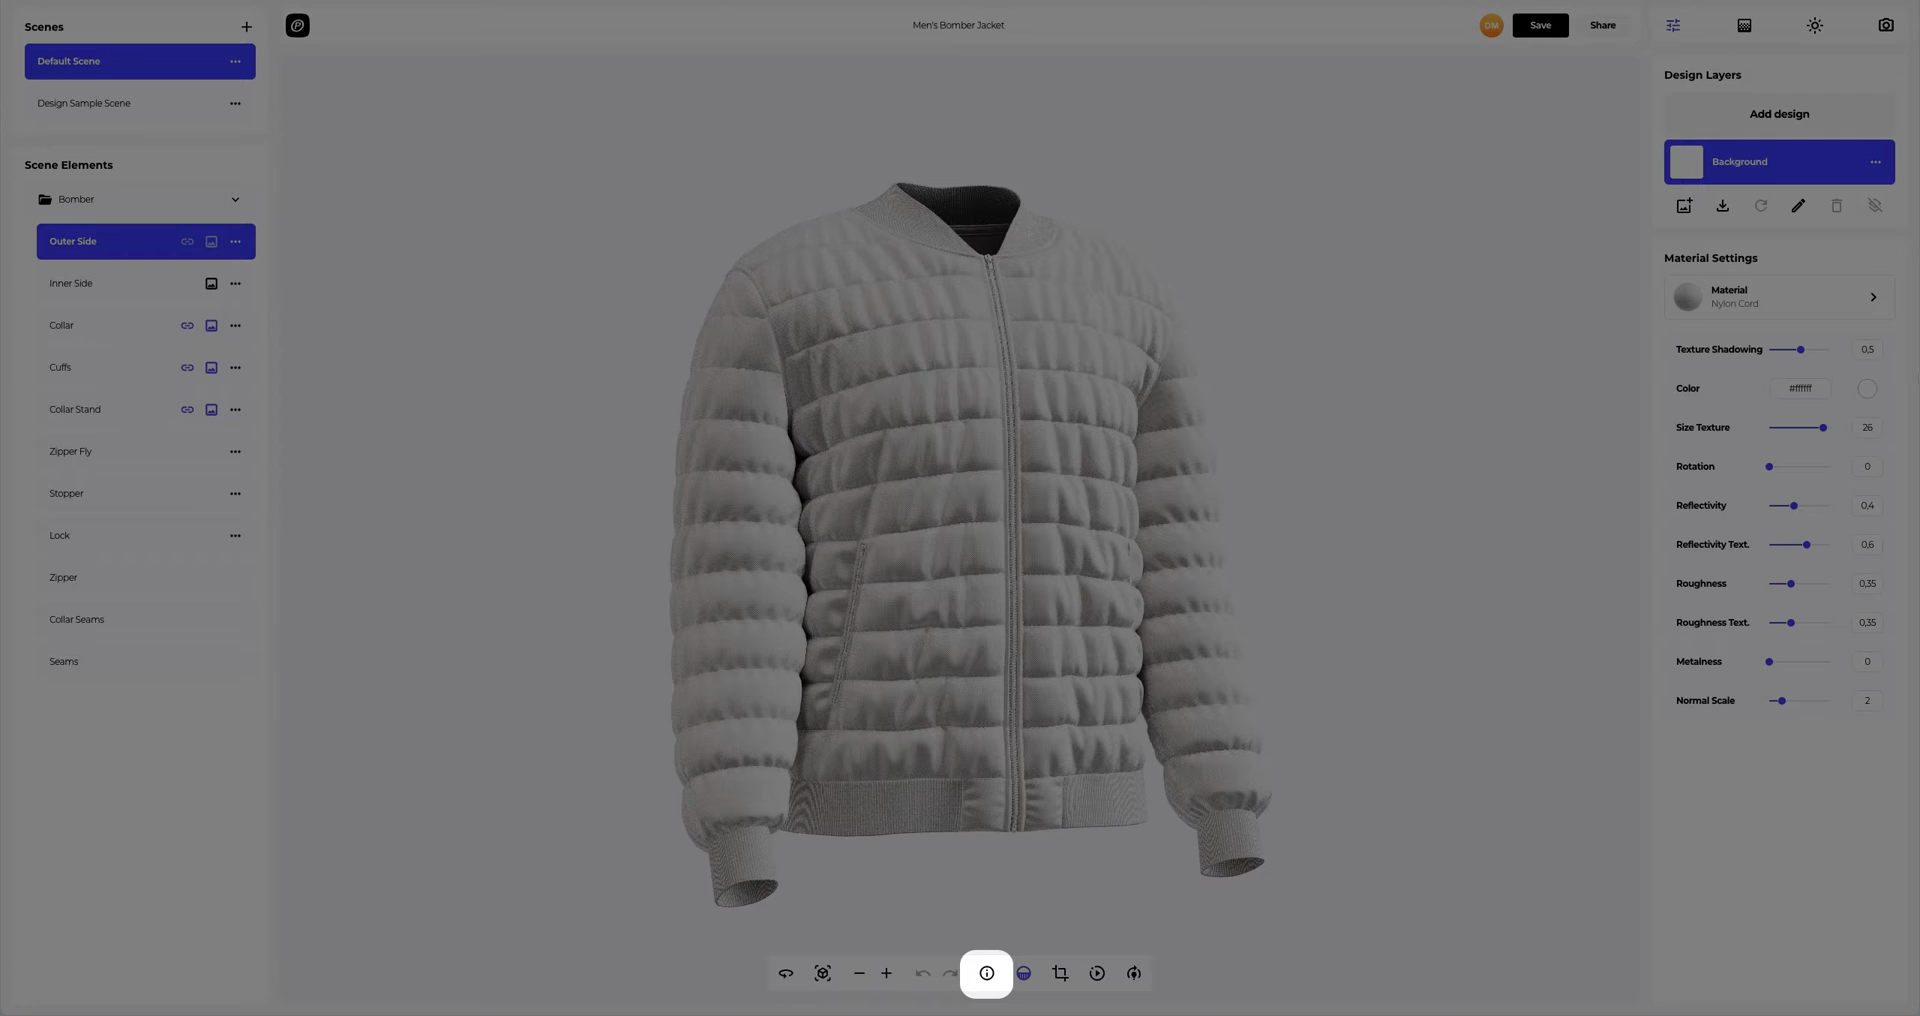 Scenes
Default Scene
Design Sample Scene
Scene Elements
Bomber
Outer Side
Inner Side
Collar
Cuffs
Collar Stand
Zipper Fly
Stopper
Lock
Zipper
Collar Seams
Seams
Men's Bomber Jacket
DM
Save
Share
Design Layers
Add design
Background
Material Settings
Material
Nylon Cord
Texture Shadowing 0,5
Color #ffffff
Size Texture 26
Rotation 0
Reflectivity 0,4
Reflectivity Text. 0,6
Roughness 0,35
Roughness Text. 0,35
Metalness 0
Normal Scale 2